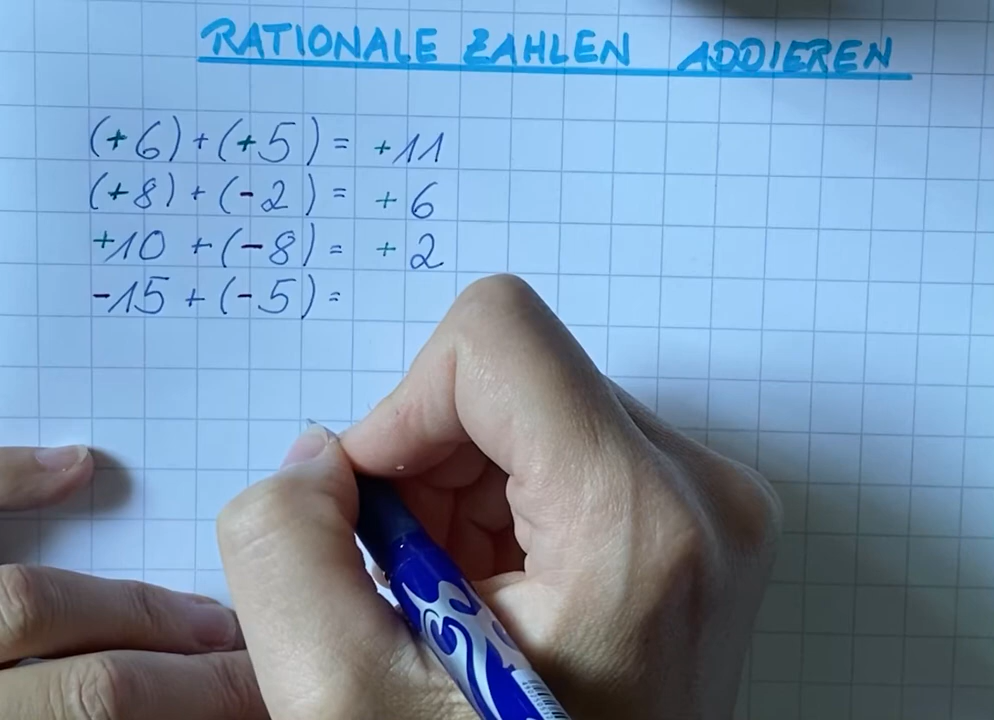 RATIONALE ZAHLEN ADDIEREN
(+6)+(+5)= +11
(+8)+(-2)= +6
+10 +(-8)= +2
-15+(-5)=